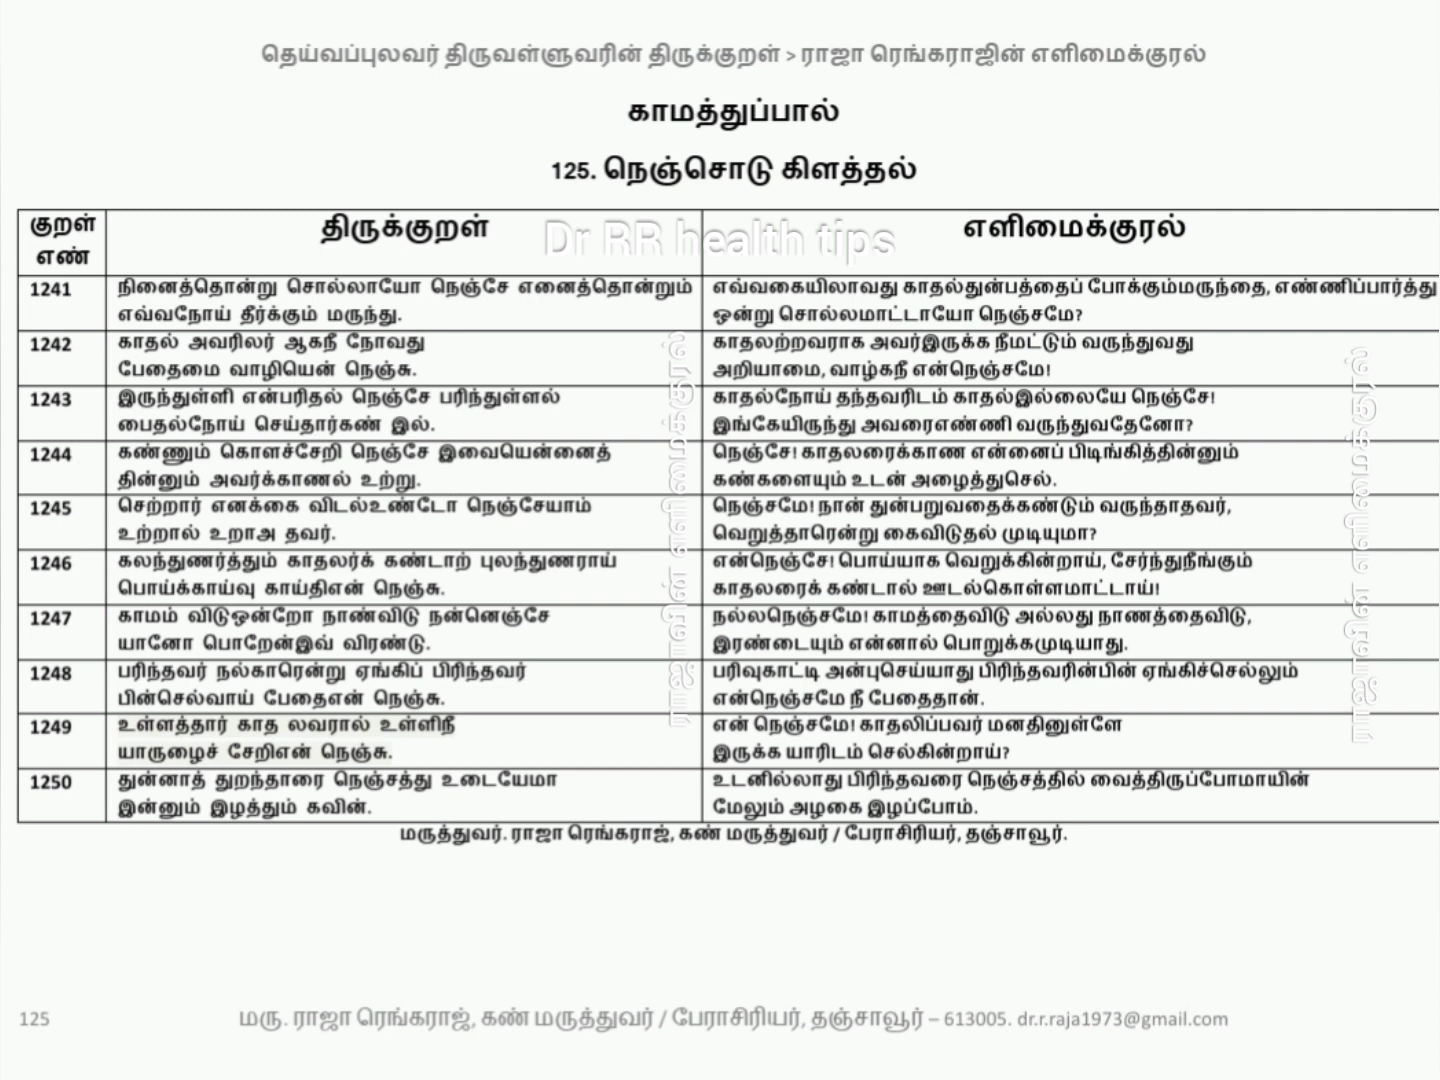 தெய்வப்புலவர் திருவள்ளுவரின் திருக்குறள் > ராஜா ரெங்கராஜின் எளிமைக்குரல்
காமத்துப்பால்
125. நெஞ்சொடு கிளத்தல்
குறள் எண் திருக்குறள் எளிமைக்குரல்
Dr RR health tips
1241 நினைத்தொன்று சொல்லாயோ நெஞ்சே எனைத்தொன்றும்
எவ்வநோய் தீர்க்கும் மருந்து.
எவ்வகையிலாவது காதல்துன்பத்தைப் போக்கும்மருந்தை, எண்ணிப்பார்த்து
ஒன்று சொல்லமாட்டாயோ நெஞ்சமே?
1242 காதல் அவரிலர் ஆகநீ நோவது
பேதைமை வாழியென் நெஞ்சு.
காதலற்றவராக அவர்இருக்க நீமட்டும் வருந்துவது
அறியாமை, வாழ்கநீ என்நெஞ்சமே!
1243 இருந்துள்ளி என்பரிதல் நெஞ்சே பரிந்துள்ளல்
பைதல்நோய் செய்தார்கண் இல்.
காதல்நோய் தந்தவரிடம் காதல்இல்லையே நெஞ்சே!
இங்கேயிருந்து அவரைஎண்ணி வருந்துவதேனோ?
1244 கண்ணும் கொளச்சேறி நெஞ்சே இவையென்னைத்
தின்னும் அவர்க்காணல் உற்று.
நெஞ்சே! காதலரைக்காண என்னைப் பிடிங்கித்தின்னும்
கண்களையும் உடன் அழைத்துசெல்.
1245 செற்றார் எனக்கை விடல்உண்டோ நெஞ்சேயாம்
உற்றால் உறாஅ தவர்.
நெஞ்சமே! நான் துன்பறுவதைக்கண்டும் வருந்தாதவர்,
வெறுத்தாரென்று கைவிடுதல் முடியுமா?
1246 கலந்துணர்த்தும் காதலர்க் கண்டாற் புலந்துணராய்
பொய்க்காய்வு காய்திஎன் நெஞ்சு.
என்நெஞ்சே! பொய்யாக வெறுக்கின்றாய், சேர்ந்துநீங்கும்
காதலரைக் கண்டால் ஊடல்கொள்ளமாட்டாய்!
1247 காமம் விடுஒன்றோ நாண்விடு நன்னெஞ்சே
யானோ பொறேன்இவ் விரண்டு.
நல்லநெஞ்சமே! காமத்தைவிடு அல்லது நாணத்தைவிடு,
இரண்டையும் என்னால் பொறுக்கமுடியாது.
1248 பரிந்தவர் நல்காரென்று ஏங்கிப் பிரிந்தவர்
பின்செல்வாய் பேதைஎன் நெஞ்சு.
பரிவுகாட்டி அன்புசெய்யாது பிரிந்தவரின்பின் ஏங்கிச்செல்லும்
என்நெஞ்சமே நீ பேதைதான்.
1249 உள்ளத்தார் காத லவரால் உள்ளிநீ
யாருழைச் சேறிஎன் நெஞ்சு.
என் நெஞ்சமே! காதலிப்பவர் மனதினுள்ளே
இருக்க யாரிடம் செல்கின்றாய்?
1250 துன்னாத் துறந்தாரை நெஞ்சத்து உடையேமா
இன்னும் இழத்தும் கவின்.
உடனில்லாது பிரிந்தவரை நெஞ்சத்தில் வைத்திருப்போமாயின்
மேலும் அழகை இழப்போம்.
ராஜாவின் எளிமைக்குரல்
ராஜாவின் எளிமைக்குரல்
மருத்துவர். ராஜா ரெங்கராஜ், கண் மருத்துவர் / பேராசிரியர், தஞ்சாவூர்.
125 மரு. ராஜா ரெங்கராஜ், கண் மருத்துவர் / பேராசிரியர், தஞ்சாவூர் – 613005. dr.r.raja1973@gmail.com